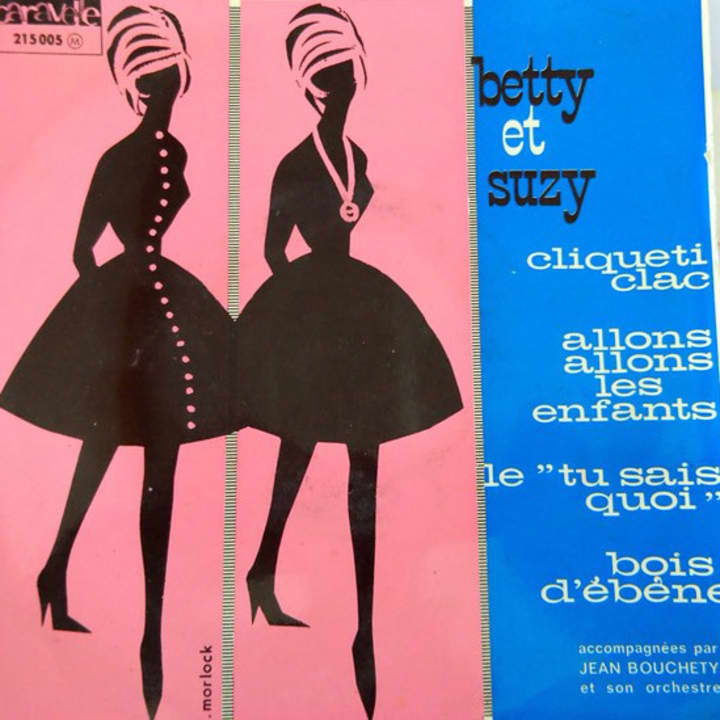 caravelle
215005 M
betty
et
suzy
cliqueti
clac
allons
allons
les
enfants
le "tu sais
quoi"
bois
d'ébène
accompagnées par
JEAN BOUCHETY
et son orchestre
. morlock